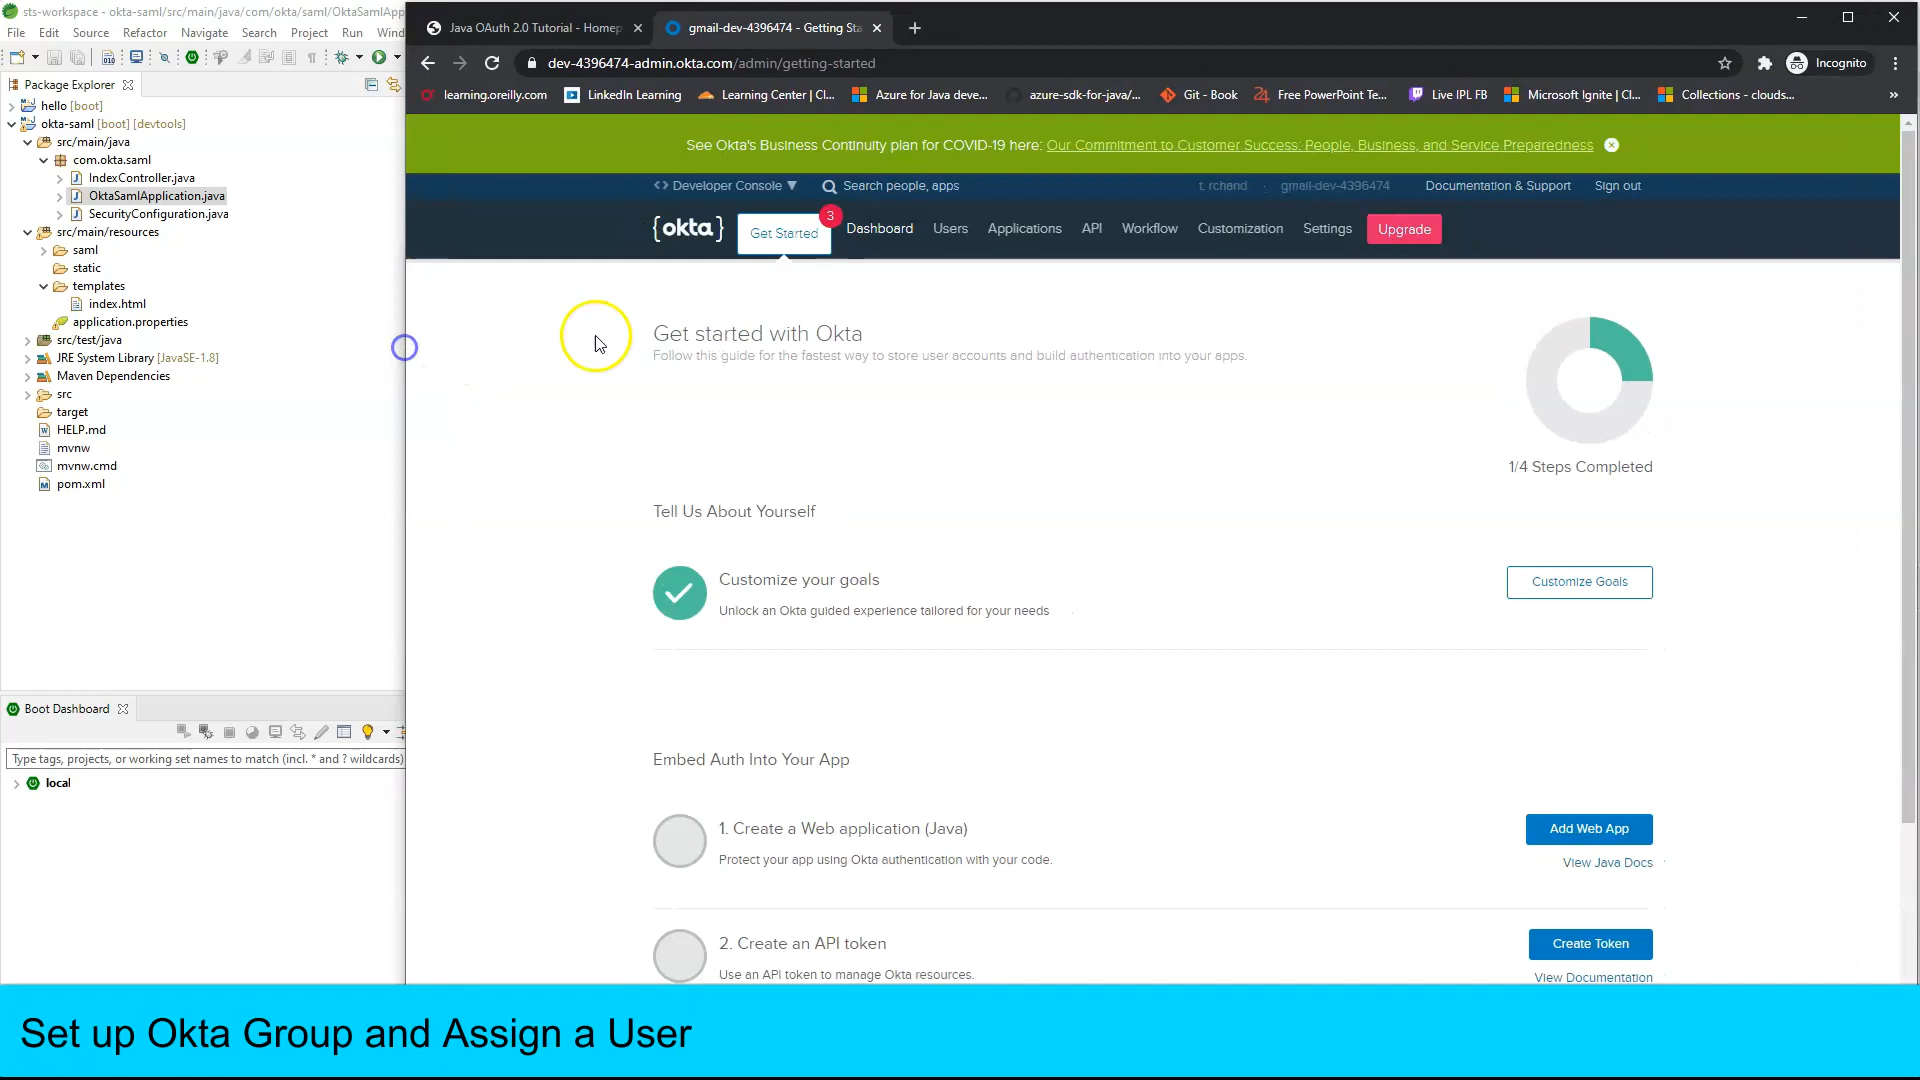 sts-workspace - okta-saml/src/main/java/com/okta/saml/OktaSamlApp
File Edit Source Refactor Navigate Search Project Run Wind
Package Explorer
hello [boot]
okta-saml [boot] [devtools]
src/main/java
com.okta.saml
IndexController.java
OktaSamlApplication.java
SecurityConfiguration.java
src/main/resources
saml
static
templates
index.html
application.properties
src/test/java
JRE System Library [JavaSE-1.8]
Maven Dependencies
src
target
HELP.md
mvnw
mvnw.cmd
pom.xml
Boot Dashboard
Type tags, projects, or working set names to match (incl. * and ? wildcards)
local
Java OAuth 2.0 Tutorial - Homep
gmail-dev-4396474 - Getting Sta
dev-4396474-admin.okta.com/admin/getting-started
Incognito
learning.oreilly.com LinkedIn Learning Learning Center | Cl... Azure for Java deve... azure-sdk-for-java/... Git - Book Free PowerPoint Te... Live IPL FB Microsoft Ignite | Cl... Collections - clouds... »
See Okta's Business Continuity plan for COVID-19 here: Our Commitment to Customer Success: People, Business, and Service Preparedness
<> Developer Console Search people, apps t. rchand · gmail-dev-4396474 Documentation & Support Sign out
{okta} Get Started 3 Dashboard Users Applications API Workflow Customization Settings Upgrade
Get started with Okta
Follow this guide for the fastest way to store user accounts and build authentication into your apps.
1/4 Steps Completed
Tell Us About Yourself
Customize your goals
Unlock an Okta guided experience tailored for your needs
Customize Goals
Embed Auth Into Your App
1. Create a Web application (Java)
Protect your app using Okta authentication with your code.
Add Web App
View Java Docs
2. Create an API token
Use an API token to manage Okta resources.
Create Token
View Documentation
Set up Okta Group and Assign a User